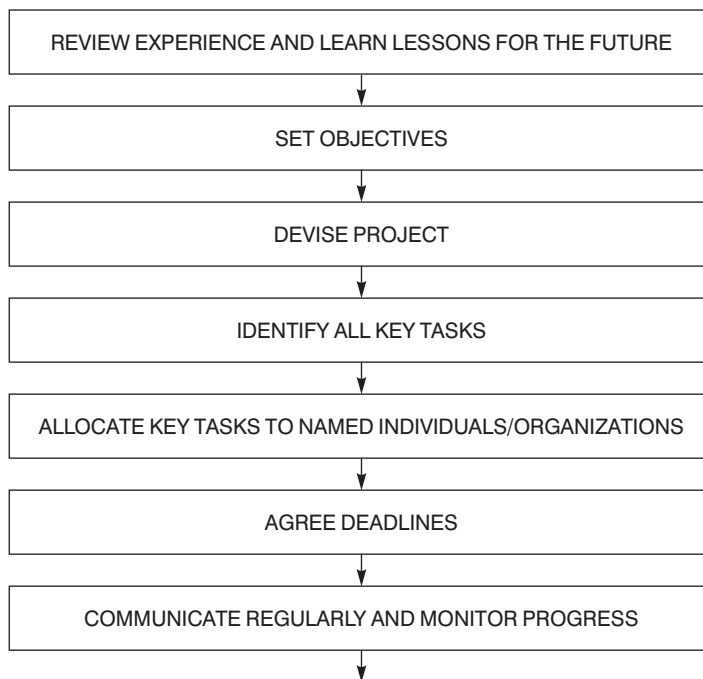 REVIEW EXPERIENCE AND LEARN LESSONS FOR THE FUTURE
SET OBJECTIVES
DEVISE PROJECT
IDENTIFY ALL KEY TASKS
ALLOCATE KEY TASKS TO NAMED INDIVIDUALS/ORGANIZATIONS
AGREE DEADLINES
COMMUNICATE REGULARLY AND MONITOR PROGRESS